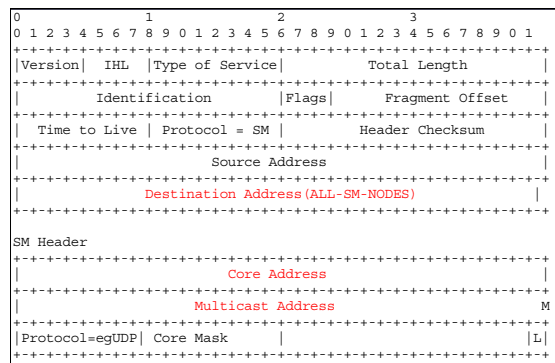 0                   1                   2                   3
0 1 2 3 4 5 6 7 8 9 0 1 2 3 4 5 6 7 8 9 0 1 2 3 4 5 6 7 8 9 0 1
+-+-+-+-+-+-+-+-+-+-+-+-+-+-+-+-+-+-+-+-+-+-+-+-+-+-+-+-+-+-+-+-+
|Version| IHL |Type of Service| Total Length |
+-+-+-+-+-+-+-+-+-+-+-+-+-+-+-+-+-+-+-+-+-+-+-+-+-+-+-+-+-+-+-+-+
| Identification |Flags| Fragment Offset |
+-+-+-+-+-+-+-+-+-+-+-+-+-+-+-+-+-+-+-+-+-+-+-+-+-+-+-+-+-+-+-+-+
| Time to Live | Protocol = SM | Header Checksum |
+-+-+-+-+-+-+-+-+-+-+-+-+-+-+-+-+-+-+-+-+-+-+-+-+-+-+-+-+-+-+-+-+
| Source Address |
+-+-+-+-+-+-+-+-+-+-+-+-+-+-+-+-+-+-+-+-+-+-+-+-+-+-+-+-+-+-+-+-+
| Destination Address(ALL-SM-NODES) |
+-+-+-+-+-+-+-+-+-+-+-+-+-+-+-+-+-+-+-+-+-+-+-+-+-+-+-+-+-+-+-+-+
SM Header
+-+-+-+-+-+-+-+-+-+-+-+-+-+-+-+-+-+-+-+-+-+-+-+-+-+-+-+-+-+-+-+-+
| Core Address |
+-+-+-+-+-+-+-+-+-+-+-+-+-+-+-+-+-+-+-+-+-+-+-+-+-+-+-+-+-+-+-+-+
| Multicast Address M
+-+-+-+-+-+-+-+-+-+-+-+-+-+-+-+-+-+-+-+-+-+-+-+-+-+-+-+-+-+-+-+-+
|Protocol=egUDP| Core Mask | |L|
+-+-+-+-+-+-+-+-+-+-+-+-+-+-+-+-+-+-+-+-+-+-+-+-+-+-+-+-+-+-+-+-+